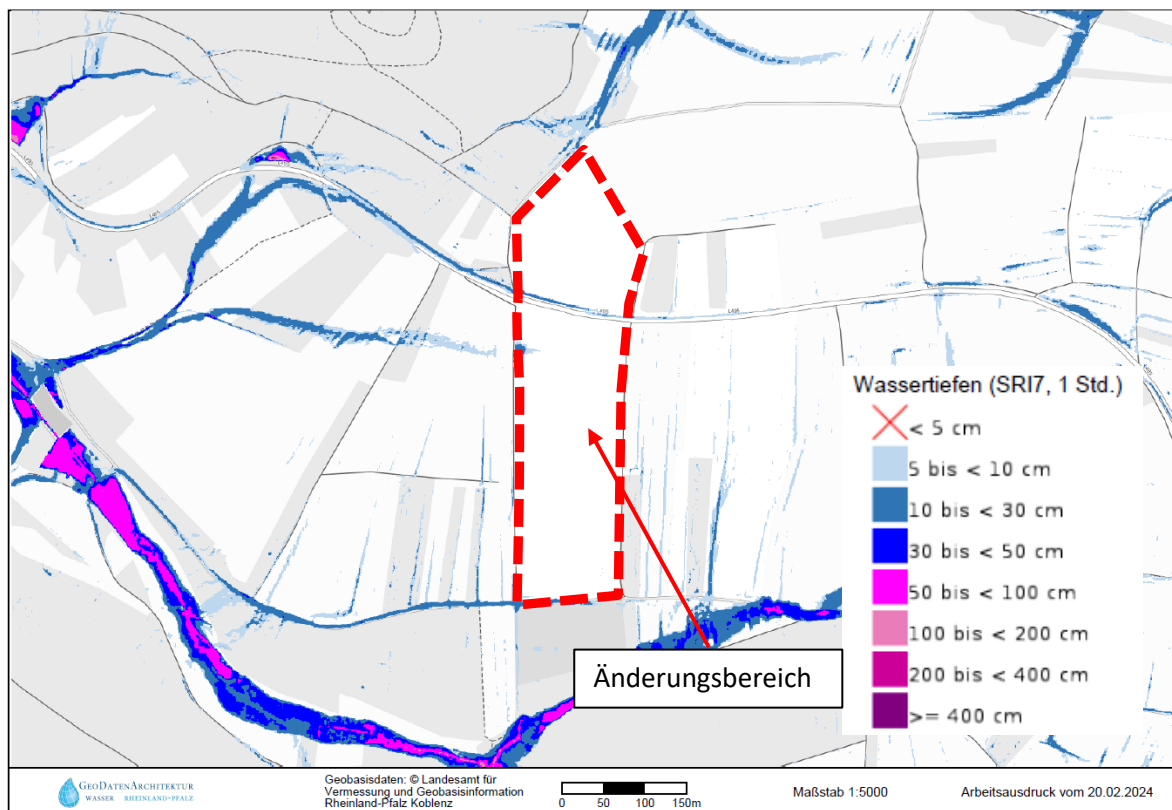 L495
L495
Wassertiefen (SRI7, 1 Std.)
< 5 cm
5 bis < 10 cm
10 bis < 30 cm
30 bis < 50 cm
50 bis < 100 cm
100 bis < 200 cm
200 bis < 400 cm
>= 400 cm
Änderungsbereich
GEODATENARCHITEKTUR
WASSER RHEINLAND-PFALZ
Geobasisdaten: © Landesamt für
Vermessung und Geobasisinformation
Rheinland-Pfalz Koblenz
0 50 100 150m
Maßstab 1:5000
Arbeitsausdruck vom 20.02.2024